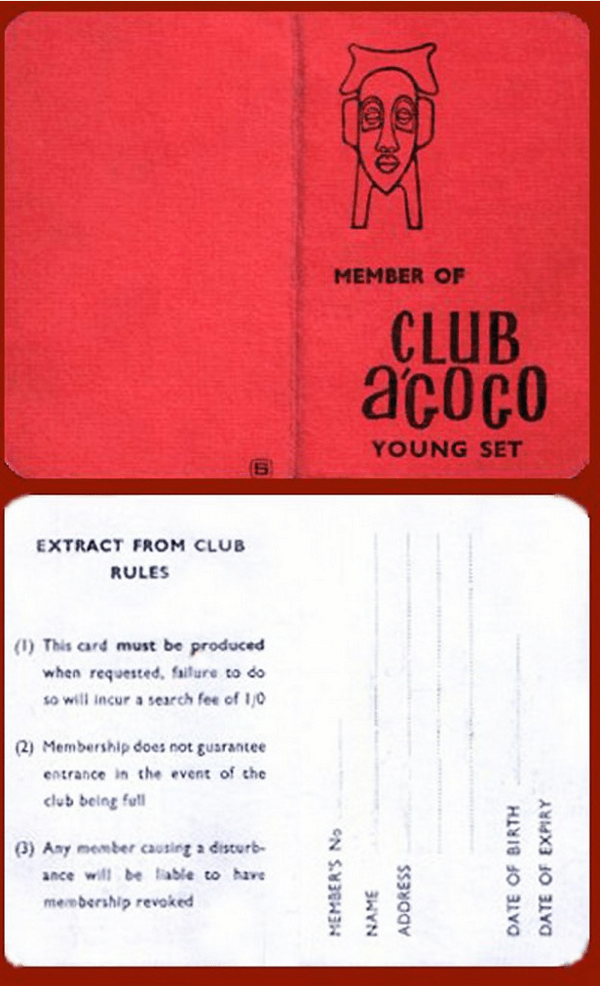 MEMBER OF
CLUB
a'GOGO
YOUNG SET
EXTRACT FROM CLUB
RULES
(1) This card must be produced
when requested, failure to do
so will incur a search fee of 1/0
(2) Membership does not guarantee
entrance in the event of the
club being full
(3) Any member causing a disturb-
ance will be liable to have
membership revoked
MEMBER'S No
NAME
ADDRESS
DATE OF BIRTH
DATE OF EXPIRY